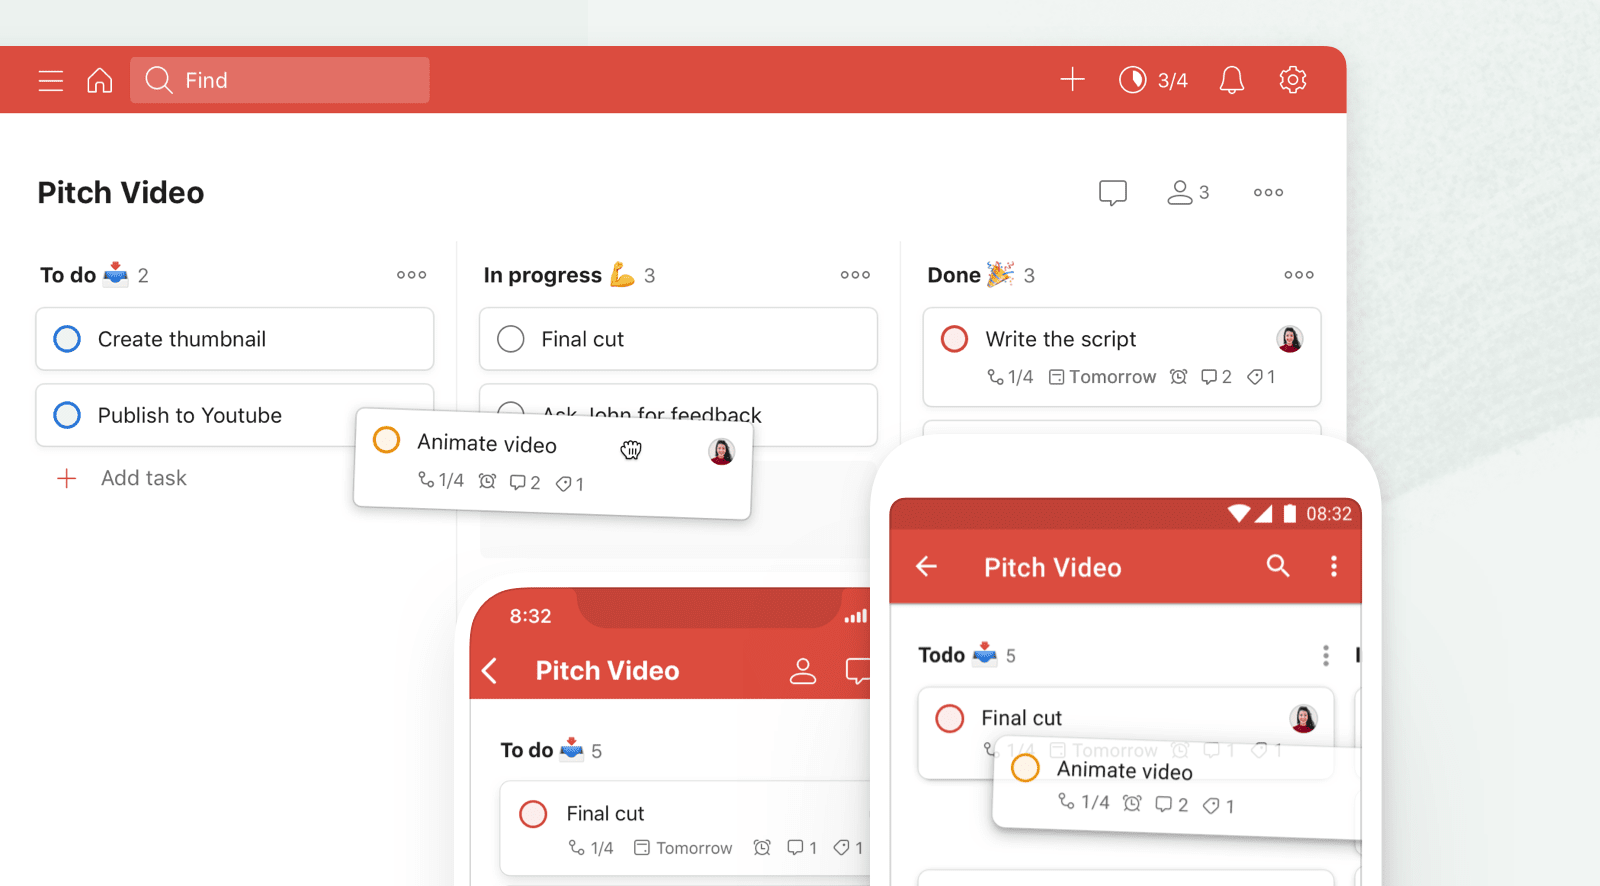 Find
3/4
Pitch Video
3
To do 📥 2
In progress 💪 3
Done 🎉 3
Create thumbnail
Final cut
Write the script
1/4 Tomorrow 2 1
Publish to Youtube
Ask John for feedback
Animate video
1/4 2 1
Add task
8:32
Pitch Video
To do 📥 5
Final cut
1/4 Tomorrow 1 1
08:32
Pitch Video
Todo 📥 5
Final cut
1/4 Tomorrow 1 1
Animate video
1/4 2 1